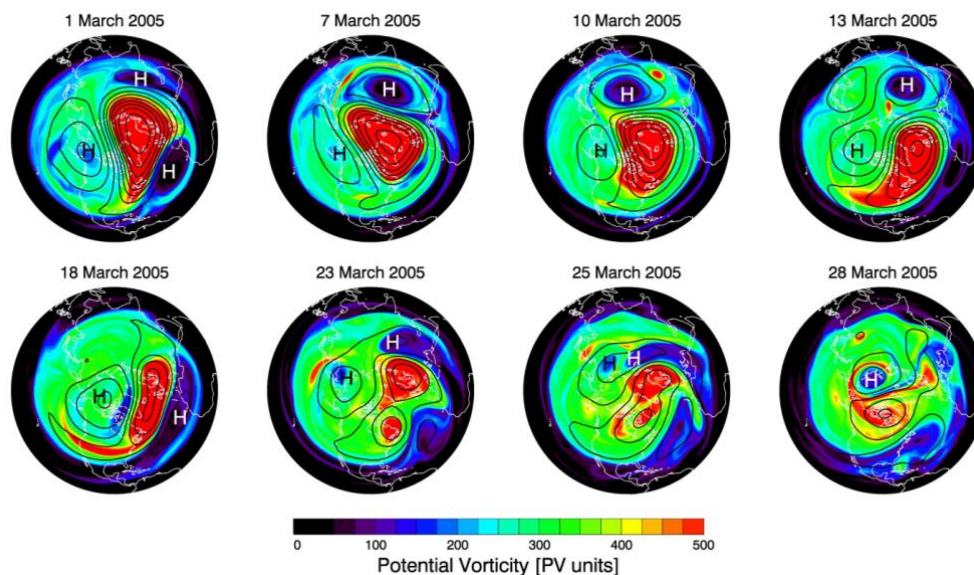 1 March 2005 7 March 2005 10 March 2005 13 March 2005
H H H H
H H H H
H
18 March 2005 23 March 2005 25 March 2005 28 March 2005
H H H H H H
H
0 100 200 300 400 500
Potential Vorticity [PV units]